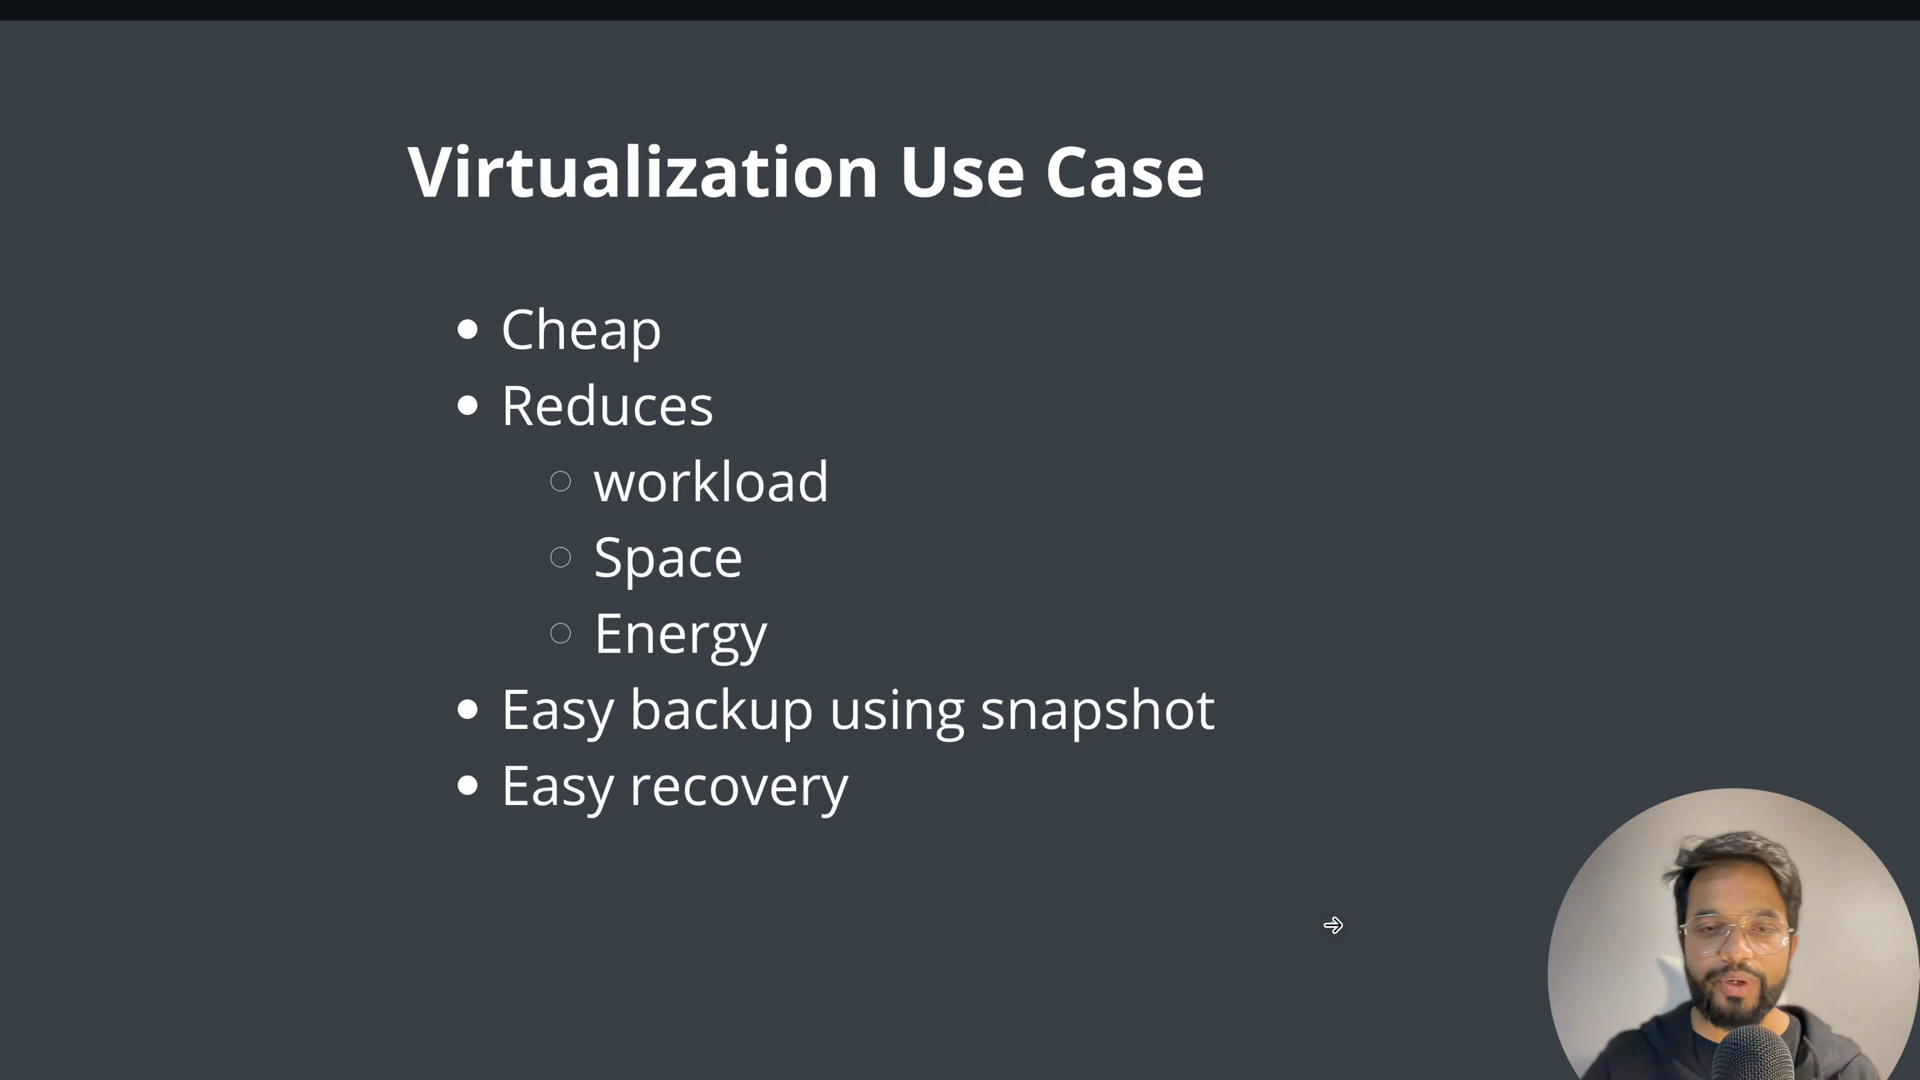 Virtualization Use Case
Cheap
Reduces
workload
Space
Energy
Easy backup using snapshot
Easy recovery